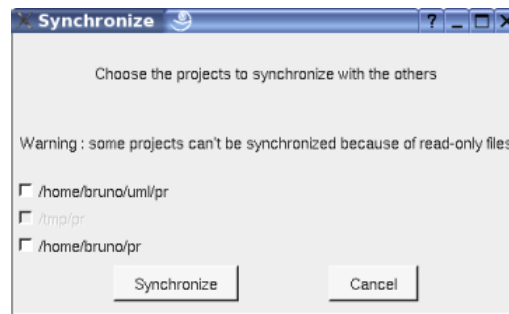 Synchronize
Choose the projects to synchronize with the others
Warning : some projects can't be synchronized because of read-only files
/home/bruno/uml/pr
/tmp/pr
/home/bruno/pr
Synchronize Cancel